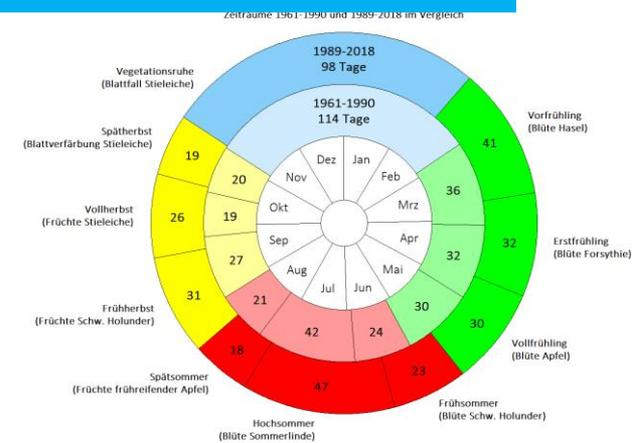 Zeiträume 1961-1990 und 1989-2018 im Vergleich
1989-2018
98 Tage
1961-1990
114 Tage
Vegetationsruhe
(Blattfall Stieleiche)
Vorfrühling
(Blüte Hasel)
Erstfrühling
(Blüte Forsythie)
Vollfrühling
(Blüte Apfel)
Frühsommer
(Blüte Schw. Holunder)
Hochsommer
(Blüte Sommerlinde)
Spätsommer
(Früchte frühreifender Apfel)
Frühherbst
(Früchte Schw. Holunder)
Vollherbst
(Früchte Stieleiche)
Spätherbst
(Blattverfärbung Stieleiche)
41
32
30
23
47
18
31
26
19
36
32
30
24
42
21
27
19
20
Jan
Feb
Mrz
Apr
Mai
Jun
Jul
Aug
Sep
Okt
Nov
Dez